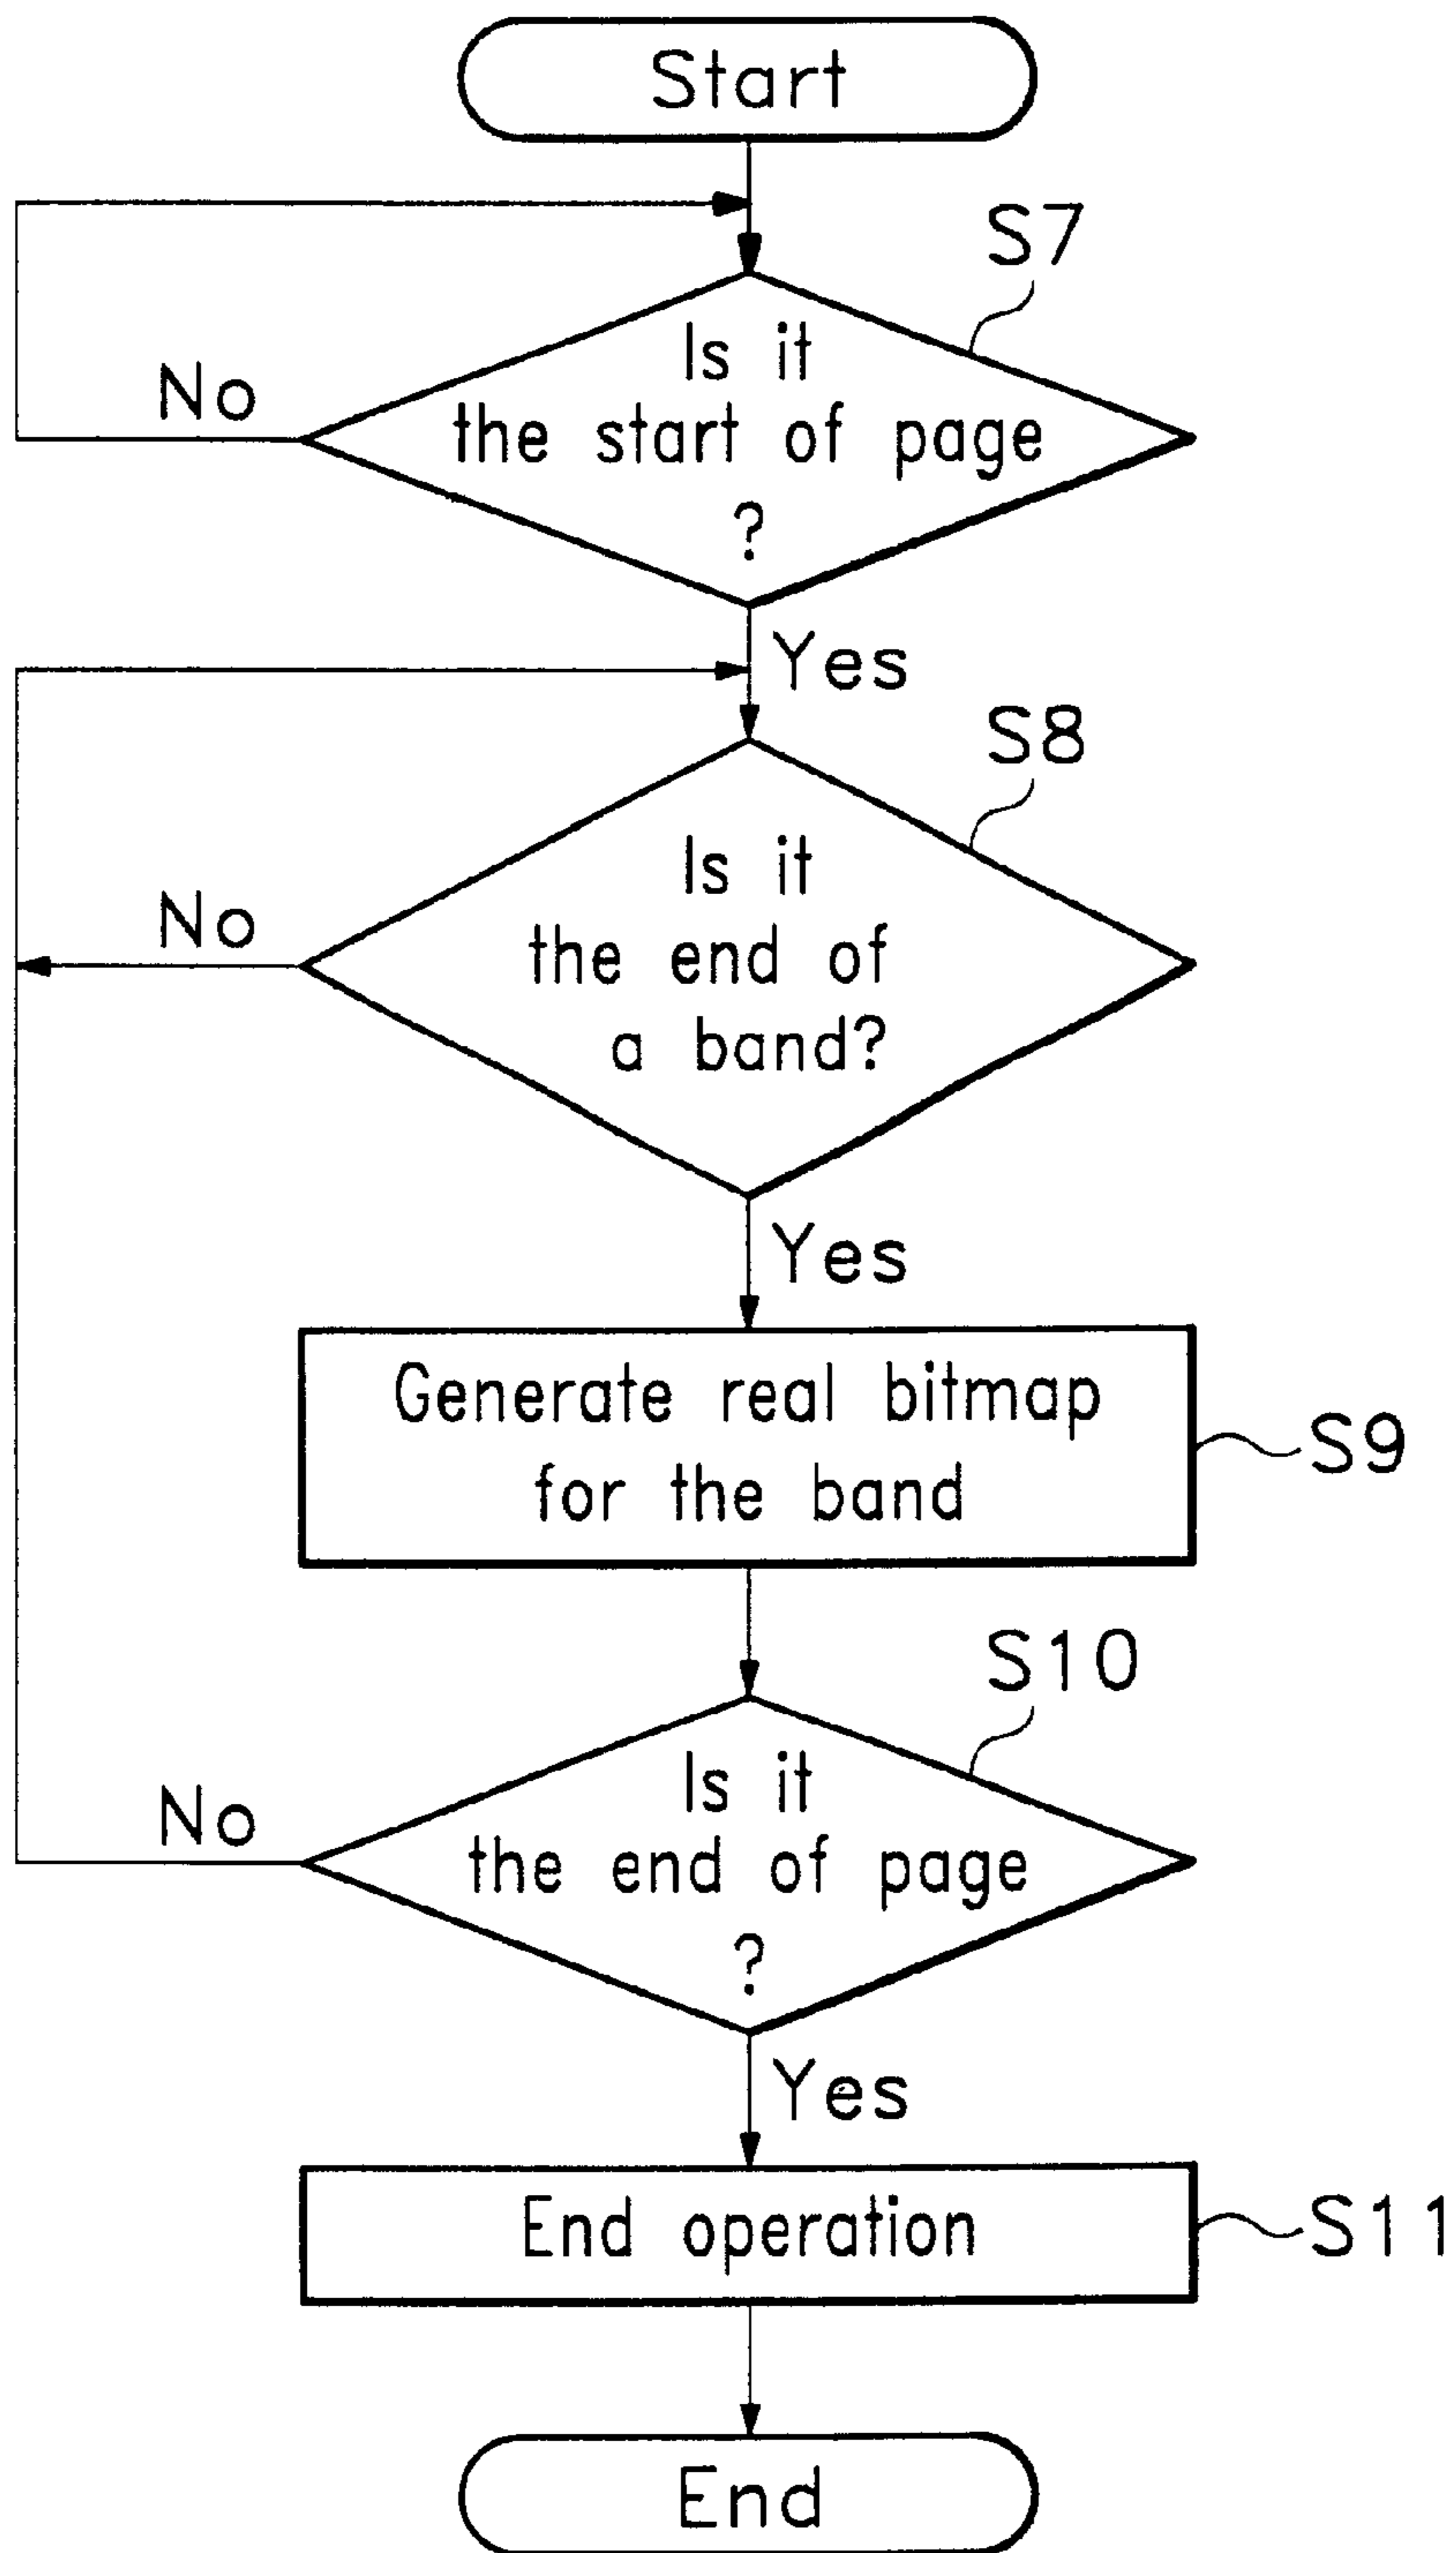 Start
S7
Is it
the start of page
?
No
Yes
S8
Is it
the end of
a band?
No
Yes
Generate real bitmap
for the band
S9
S10
Is it
the end of page
?
No
Yes
End operation
S11
End